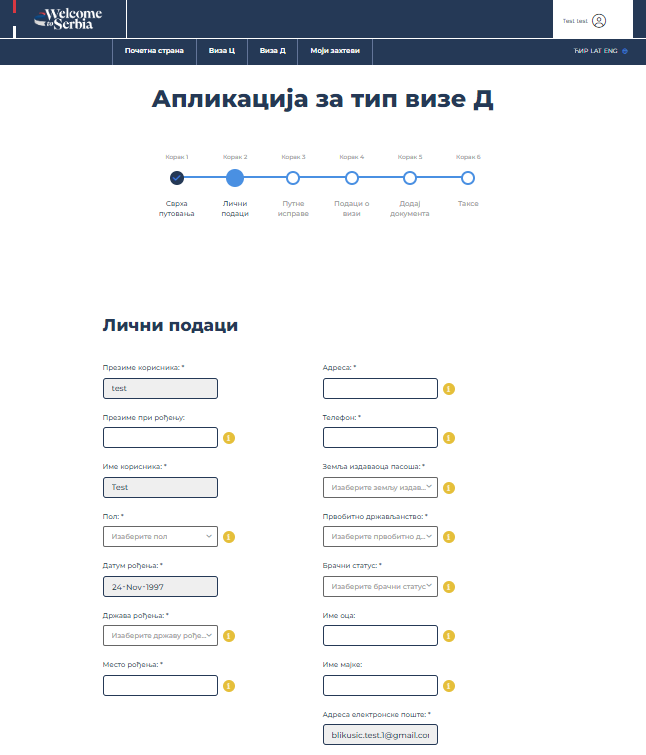 Welcome
to Serbia
Test test
Почетна страна
Виза Ц
Виза Д
Моји захтеви
ЋИР LAT ENG
Апликација за тип визе Д
Корак 1
Корак 2
Корак 3
Корак 4
Корак 5
Корак 6
Сврха
путовања
Лични
подаци
Путне
исправе
Подаци о
визи
Додај
документа
Таксе
Лични подаци
Презиме корисника: *
test
Презиме при рођењу:
Име корисника: *
Test
Пол: *
Изаберите пол
Датум рођења: *
24-Nov-1997
Држава рођења: *
Изаберите државу рође...
Место рођења: *
Адреса: *
Телефон: *
Земља издаваоца пасоша: *
Изаберите земљу издав...
Првобитно држављанство: *
Изаберите првобитно д...
Брачни статус: *
Изаберите брачни статус
Име оца:
Име мајке:
Адреса електронске поште: *
blikusic.test.1@gmail.con